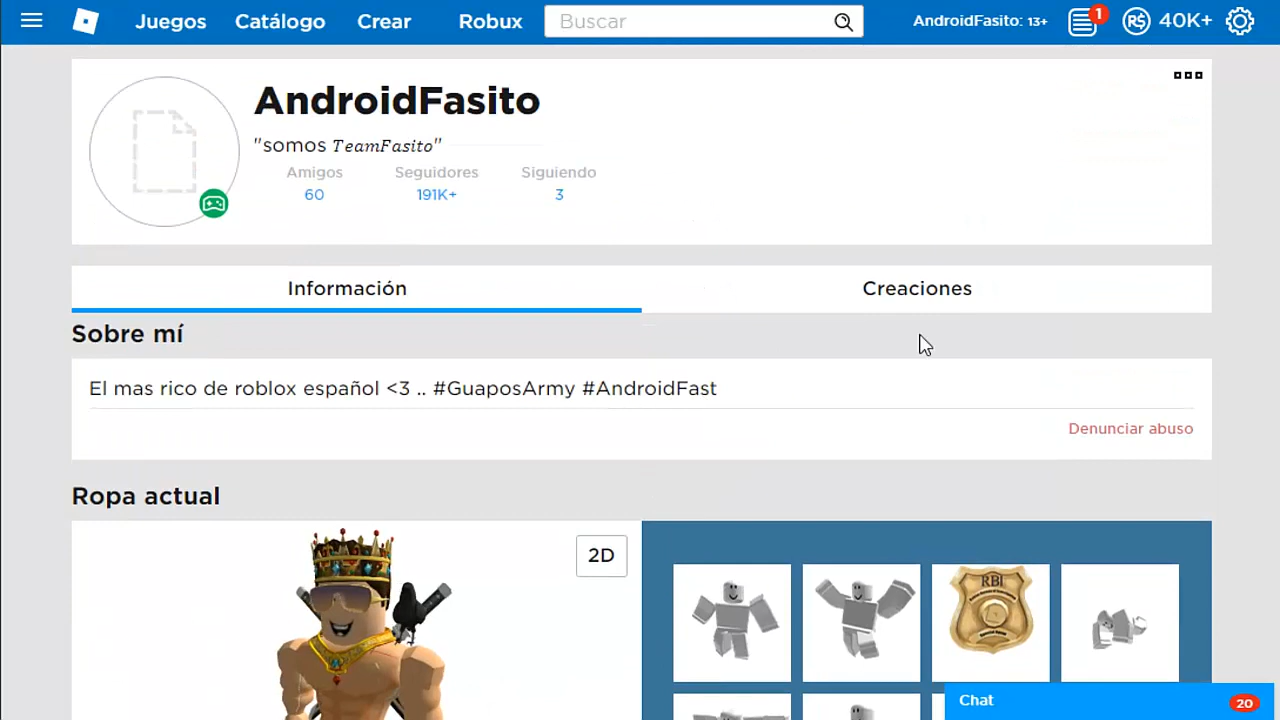 Juegos Catálogo Crear Robux Buscar AndroidFasito: 13+ 1 R$ 40K+
AndroidFasito
"somos TeamFasito"
Amigos Seguidores Siguiendo
60 191K+ 3
Información Creaciones
Sobre mí
El mas rico de roblox español <3 .. #GuaposArmy #AndroidFast
Denunciar abuso
Ropa actual
2D
RBI
Chat 20